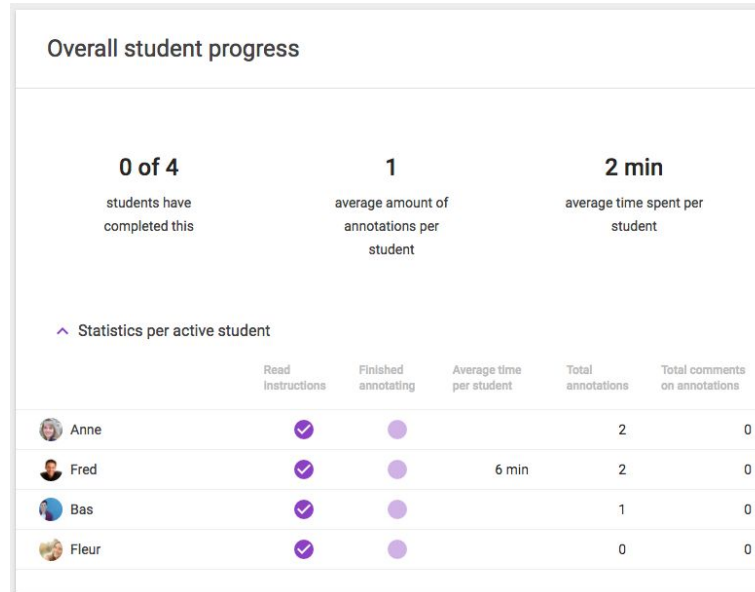 Overall student progress
0 of 4
students have
completed this
1
average amount of
annotations per
student
2 min
average time spent per
student
Statistics per active student
Read
instructions
Finished
annotating
Average time
per student
Total
annotations
Total comments
on annotations
Anne 2 0
Fred 6 min 2 0
Bas 1 0
Fleur 0 0